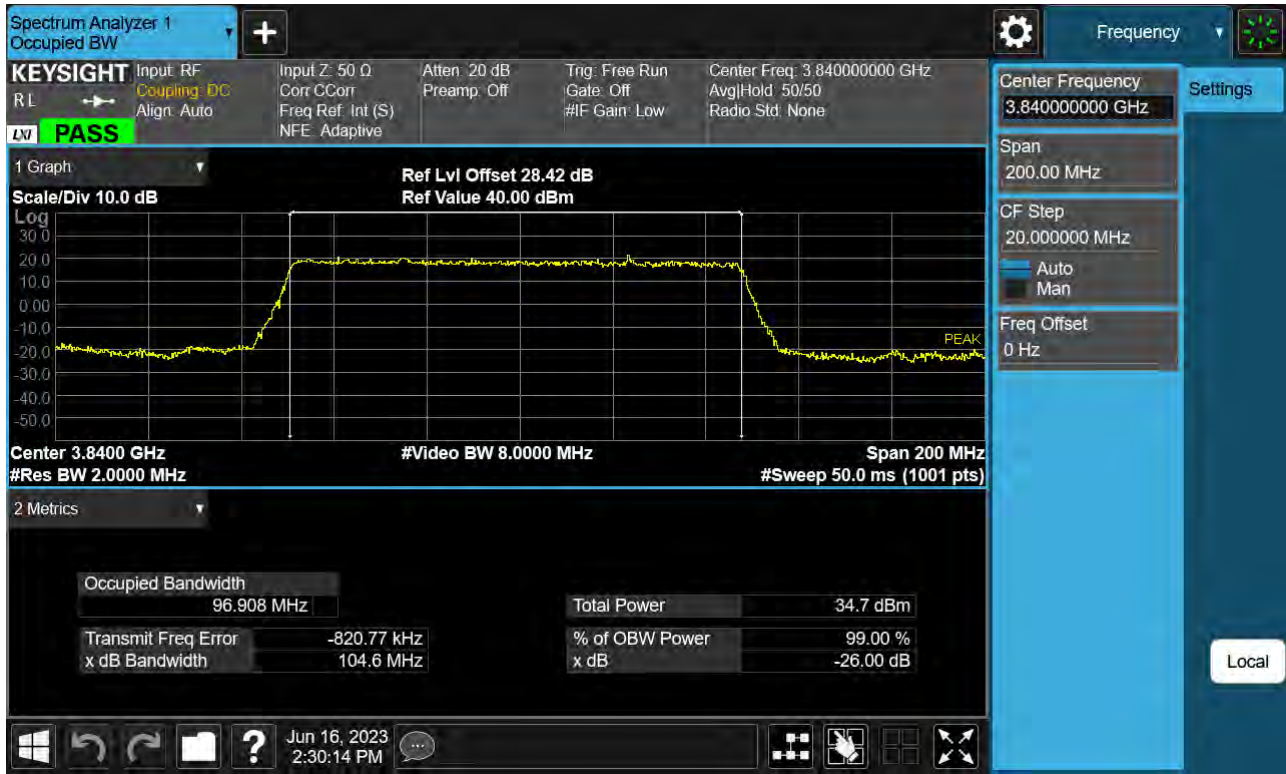 Spectrum Analyzer 1
Occupied BW
Frequency
KEYSIGHT
RL
LXI
PASS
Input: RF
Coupling: DC
Align: Auto
Input Z: 50 Ω
Corr CCorr
Freq Ref: Int (S)
NFE: Adaptive
Atten: 20 dB
Preamp: Off
Trig: Free Run
Gate: Off
#IF Gain: Low
Center Freq: 3.840000000 GHz
Avg|Hold: 50/50
Radio Std: None
Center Frequency
3.840000000 GHz
Settings
Span
200.00 MHz
CF Step
20.000000 MHz
Auto
Man
Freq Offset
0 Hz
Local
1 Graph
Scale/Div 10.0 dB
Ref Lvl Offset 28.42 dB
Ref Value 40.00 dBm
Log
30.0
20.0
10.0
0.00
-10.0
-20.0
-30.0
-40.0
-50.0
PEAK
Center 3.8400 GHz
#Video BW 8.0000 MHz
Span 200 MHz
#Res BW 2.0000 MHz
#Sweep 50.0 ms (1001 pts)
2 Metrics
Occupied Bandwidth
96.908 MHz
Total Power 34.7 dBm
Transmit Freq Error -820.77 kHz
% of OBW Power 99.00 %
x dB Bandwidth 104.6 MHz
x dB -26.00 dB
?
Jun 16, 2023
2:30:14 PM